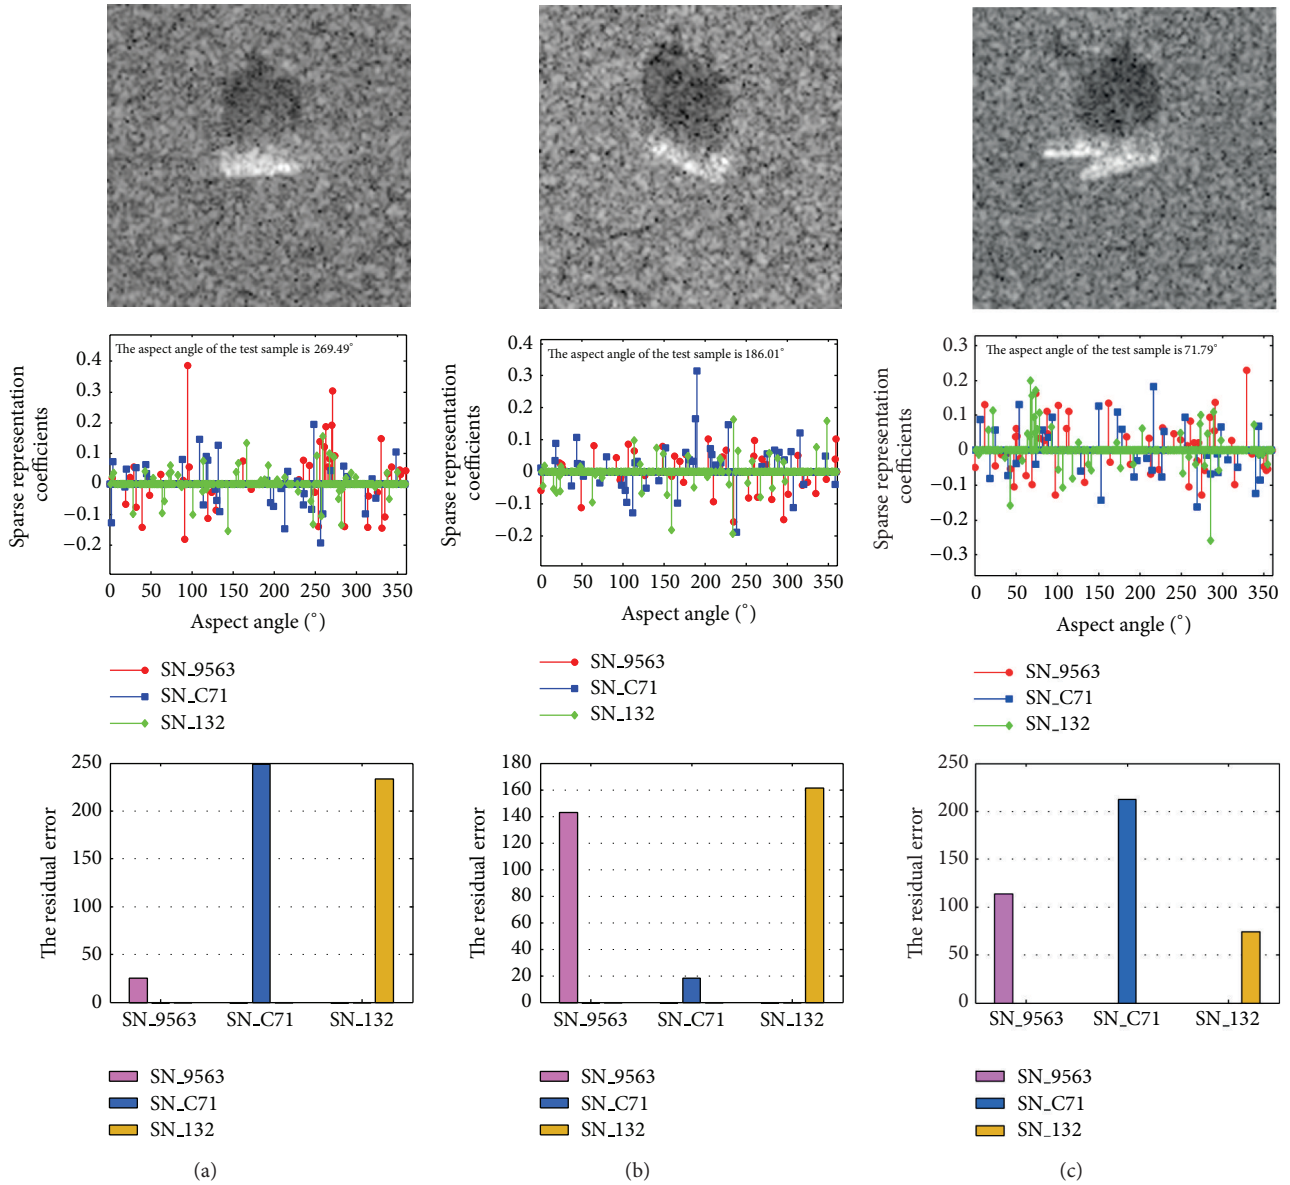 The aspect angle of the test sample is 269.49°
Sparse representation
coefficients
0.4
0.3
0.2
0.1
0
−0.1
−0.2
0 50 100 150 200 250 300 350
Aspect angle (°)
SN_9563
SN_C71
SN_132
The aspect angle of the test sample is 186.01°
Sparse representation
coefficients
0.4
0.3
0.2
0.1
0
−0.1
−0.2
0 50 100 150 200 250 300 350
Aspect angle (°)
SN_9563
SN_C71
SN_132
The aspect angle of the test sample is 71.79°
Sparse representation
coefficients
0.3
0.2
0.1
0
−0.1
−0.2
−0.3
0 50 100 150 200 250 300 350
Aspect angle (°)
SN_9563
SN_C71
SN_132
The residual error
250
200
150
100
50
0
SN_9563 SN_C71 SN_132
SN_9563
SN_C71
SN_132
(a)
The residual error
180
160
140
120
100
80
60
40
20
0
SN_9563 SN_C71 SN_132
SN_9563
SN_C71
SN_132
(b)
The residual error
250
200
150
100
50
0
SN_9563 SN_C71 SN_132
SN_9563
SN_C71
SN_132
(c)